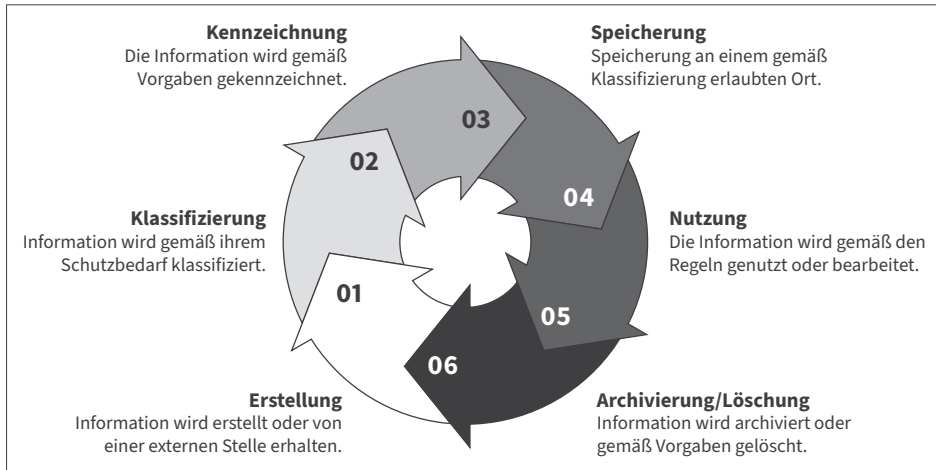 Kennzeichnung
Die Information wird gemäß
Vorgaben gekennzeichnet.
Speicherung
Speicherung an einem gemäß
Klassifizierung erlaubten Ort.
03
02
04
Klassifizierung
Information wird gemäß ihrem
Schutzbedarf klassifiziert.
Nutzung
Die Information wird gemäß den
Regeln genutzt oder bearbeitet.
01
05
06
Erstellung
Information wird erstellt oder von
einer externen Stelle erhalten.
Archivierung/Löschung
Information wird archiviert oder
gemäß Vorgaben gelöscht.